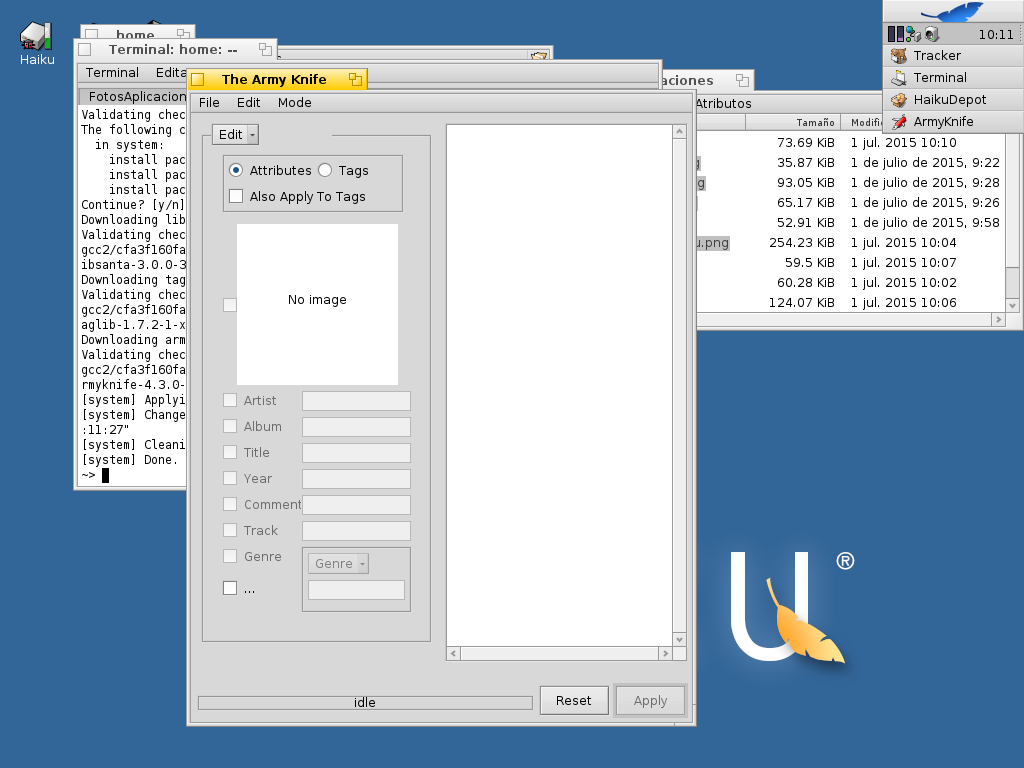 Haiku
10:11
Tracker
Terminal
HaikuDepot
ArmyKnife
home
Terminal: home: --
Terminal Edita
FotosAplicacion
Validating chec
The following c
in system:
install pac
install pac
install pac
Continue? [y/n]
Downloading lib
Validating chec
gcc2/cfa3f160fa
ibsanta-3.0.0-3
Downloading tag
Validating chec
gcc2/cfa3f160fa
aglib-1.7.2-1-x
Downloading arm
Validating chec
gcc2/cfa3f160fa
rmyknife-4.3.0-
[system] Applyi
[system] Change
:11:27"
[system] Cleani
[system] Done.
~>
The Army Knife
File Edit Mode
Edit
Attributes Tags
Also Apply To Tags
No image
Artist
Album
Title
Year
Comment
Track
Genre
Genre
...
idle
Reset Apply
aciones
Atributos
Tamaño Modifi
73.69 KiB 1 jul. 2015 10:10
g 35.87 KiB 1 de julio de 2015, 9:22
g 93.05 KiB 1 de julio de 2015, 9:28
65.17 KiB 1 de julio de 2015, 9:26
52.91 KiB 1 de julio de 2015, 9:58
u.png 254.23 KiB 1 jul. 2015 10:04
59.5 KiB 1 jul. 2015 10:07
60.28 KiB 1 jul. 2015 10:02
124.07 KiB 1 jul. 2015 10:06
U ®